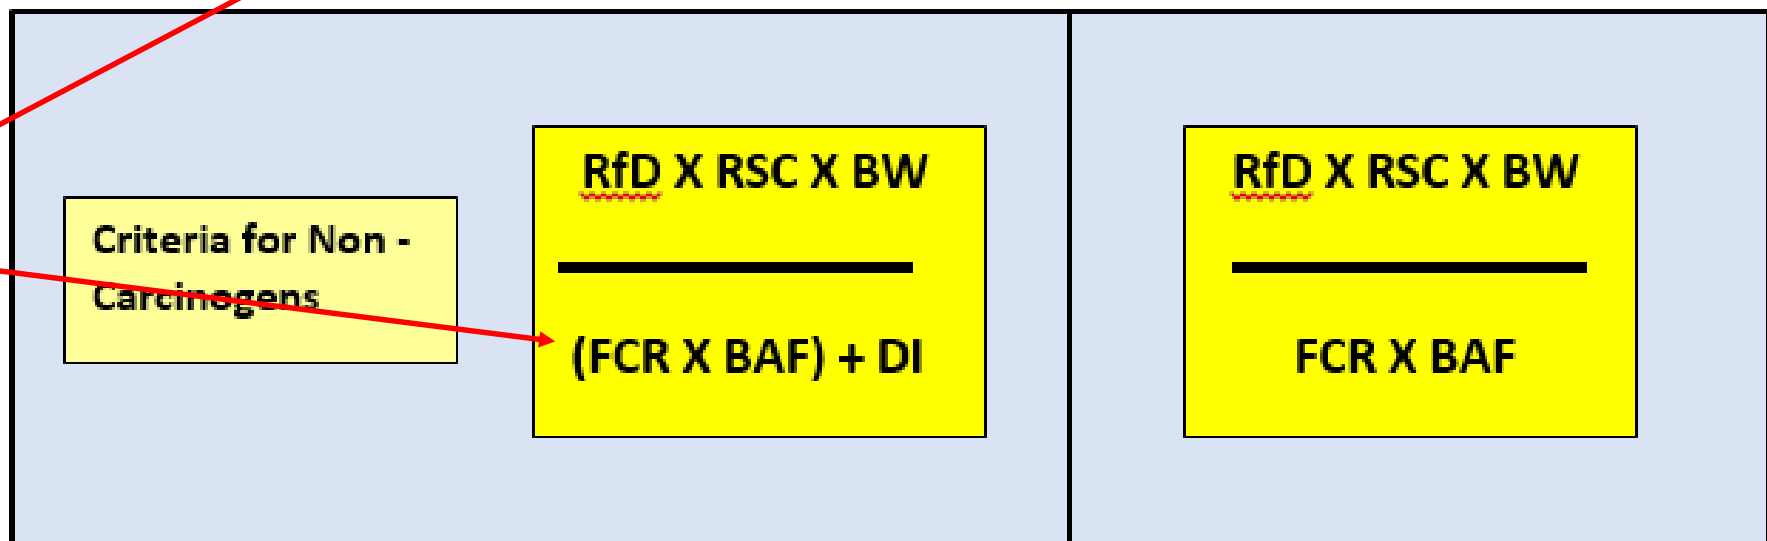 Criteria for Non -
Carcinogens
RfD X RSC X BW
(FCR X BAF) + DI
RfD X RSC X BW
FCR X BAF